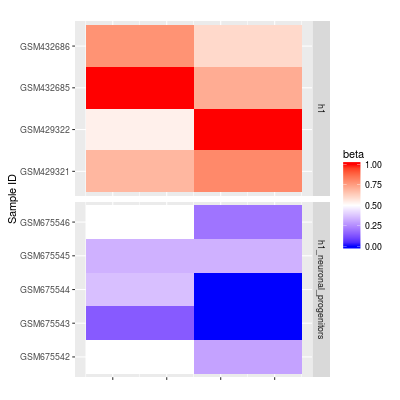 GSM432686
GSM432685
GSM429322
GSM429321
h1
GSM675546
GSM675545
GSM675544
GSM675543
GSM675542
h1_neuronal_progenitors
Sample ID
beta
1.00
0.75
0.50
0.25
0.00